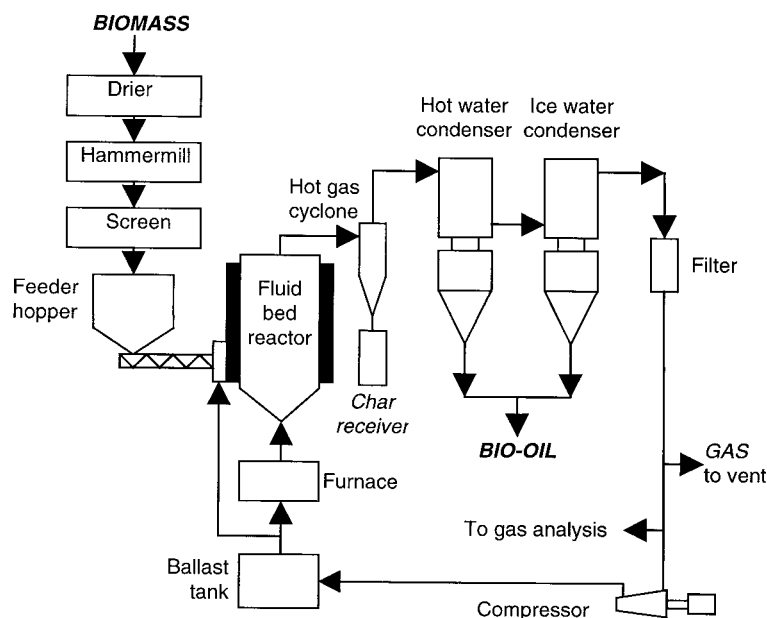 BIOMASS
Drier
Hammermill
Screen
Feeder
hopper
Fluid
bed
reactor
Hot gas
cyclone
Char
receiver
Hot water
condenser
Ice water
condenser
Filter
BIO-OIL
GAS
to vent
To gas analysis
Furnace
Ballast
tank
Compressor